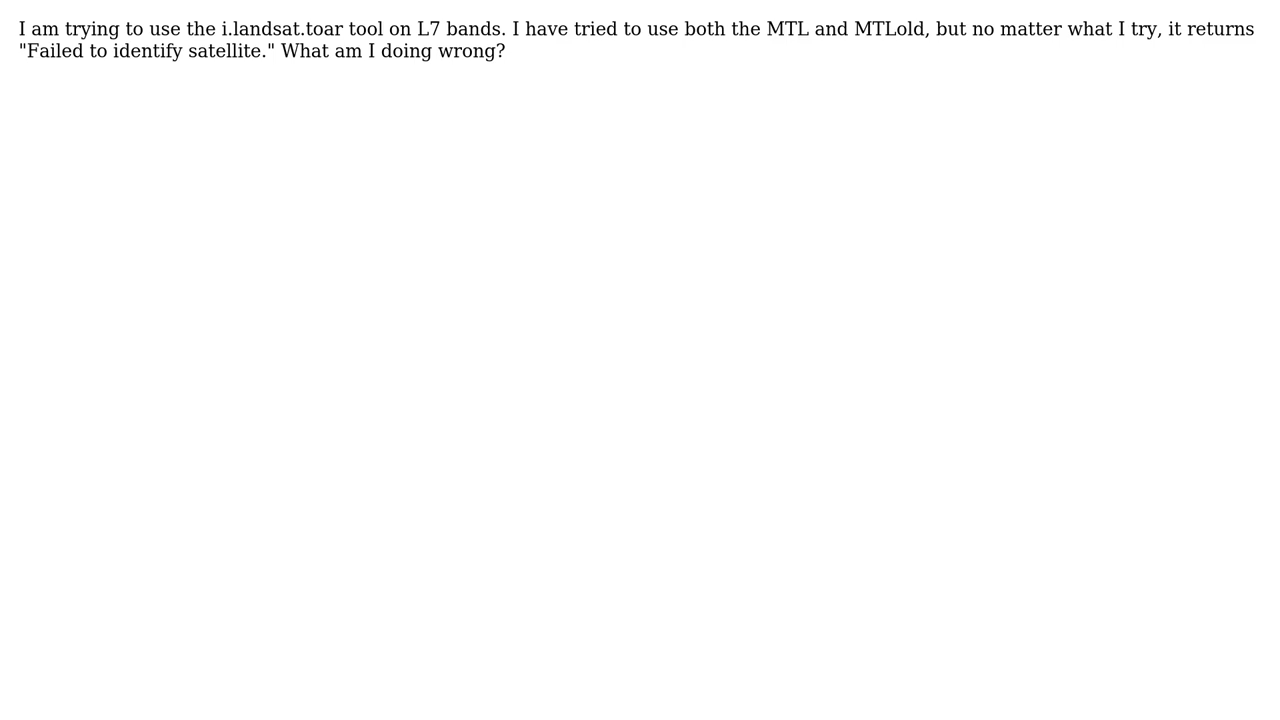 I am trying to use the i.landsat.toar tool on L7 bands. I have tried to use both the MTL and MTLold, but no matter what I try, it returns
"Failed to identify satellite." What am I doing wrong?